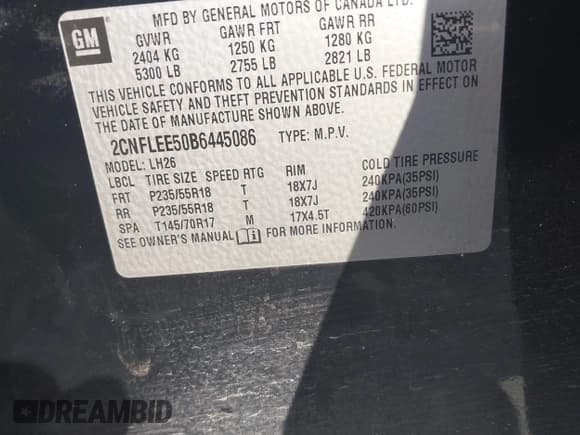 GM
MFD BY GENERAL MOTORS OF CANADA LTD.
GVWR GAWR FRT GAWR RR
2404 KG 1250 KG 1280 KG
5300 LB 2755 LB 2821 LB
THIS VEHICLE CONFORMS TO ALL APPLICABLE U.S. FEDERAL MOTOR
VEHICLE SAFETY AND THEFT PREVENTION STANDARDS IN EFFECT ON
THE DATE OF MANUFACTURE SHOWN ABOVE.
2CNFLEE50B6445086 TYPE: M.P.V.
MODEL: LH26
LBCL TIRE SIZE SPEED RTG RIM COLD TIRE PRESSURE
FRT P235/55R18 T 18X7J 240KPA(35PSI)
RR P235/55R18 T 18X7J 240KPA(35PSI)
SPA T145/70R17 M 17X4.5T 420KPA(60PSI)
SEE OWNER'S MANUAL FOR MORE INFORMATION.
DREAMBID